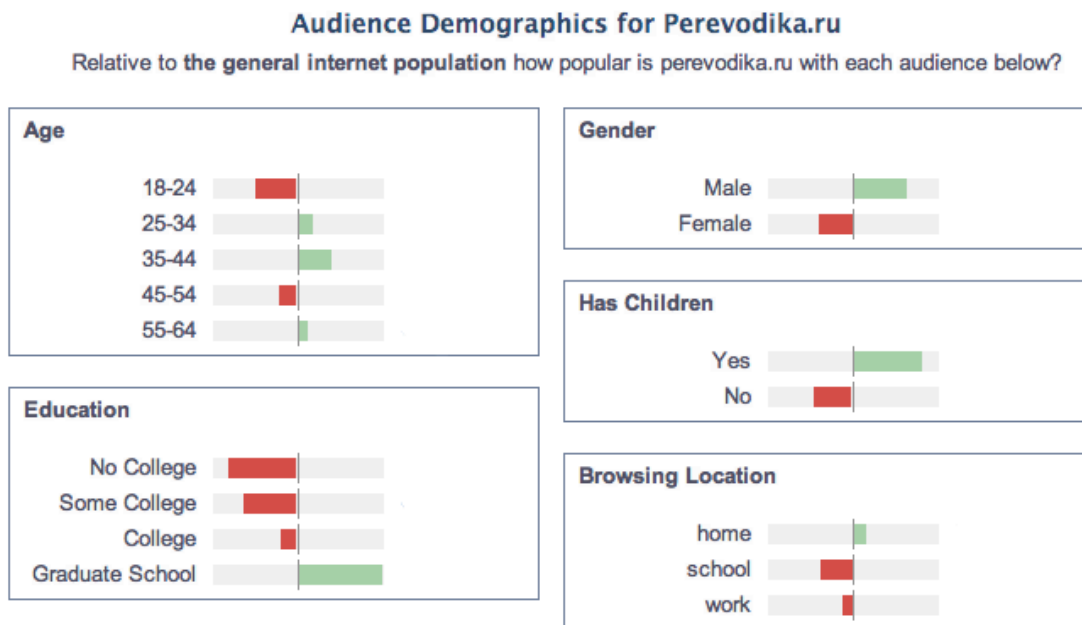 Audience Demographics for Perevodika.ru
Relative to the general internet population how popular is perevodika.ru with each audience below?
Age
18-24
25-34
35-44
45-54
55-64
Education
No College
Some College
College
Graduate School
Gender
Male
Female
Has Children
Yes
No
Browsing Location
home
school
work